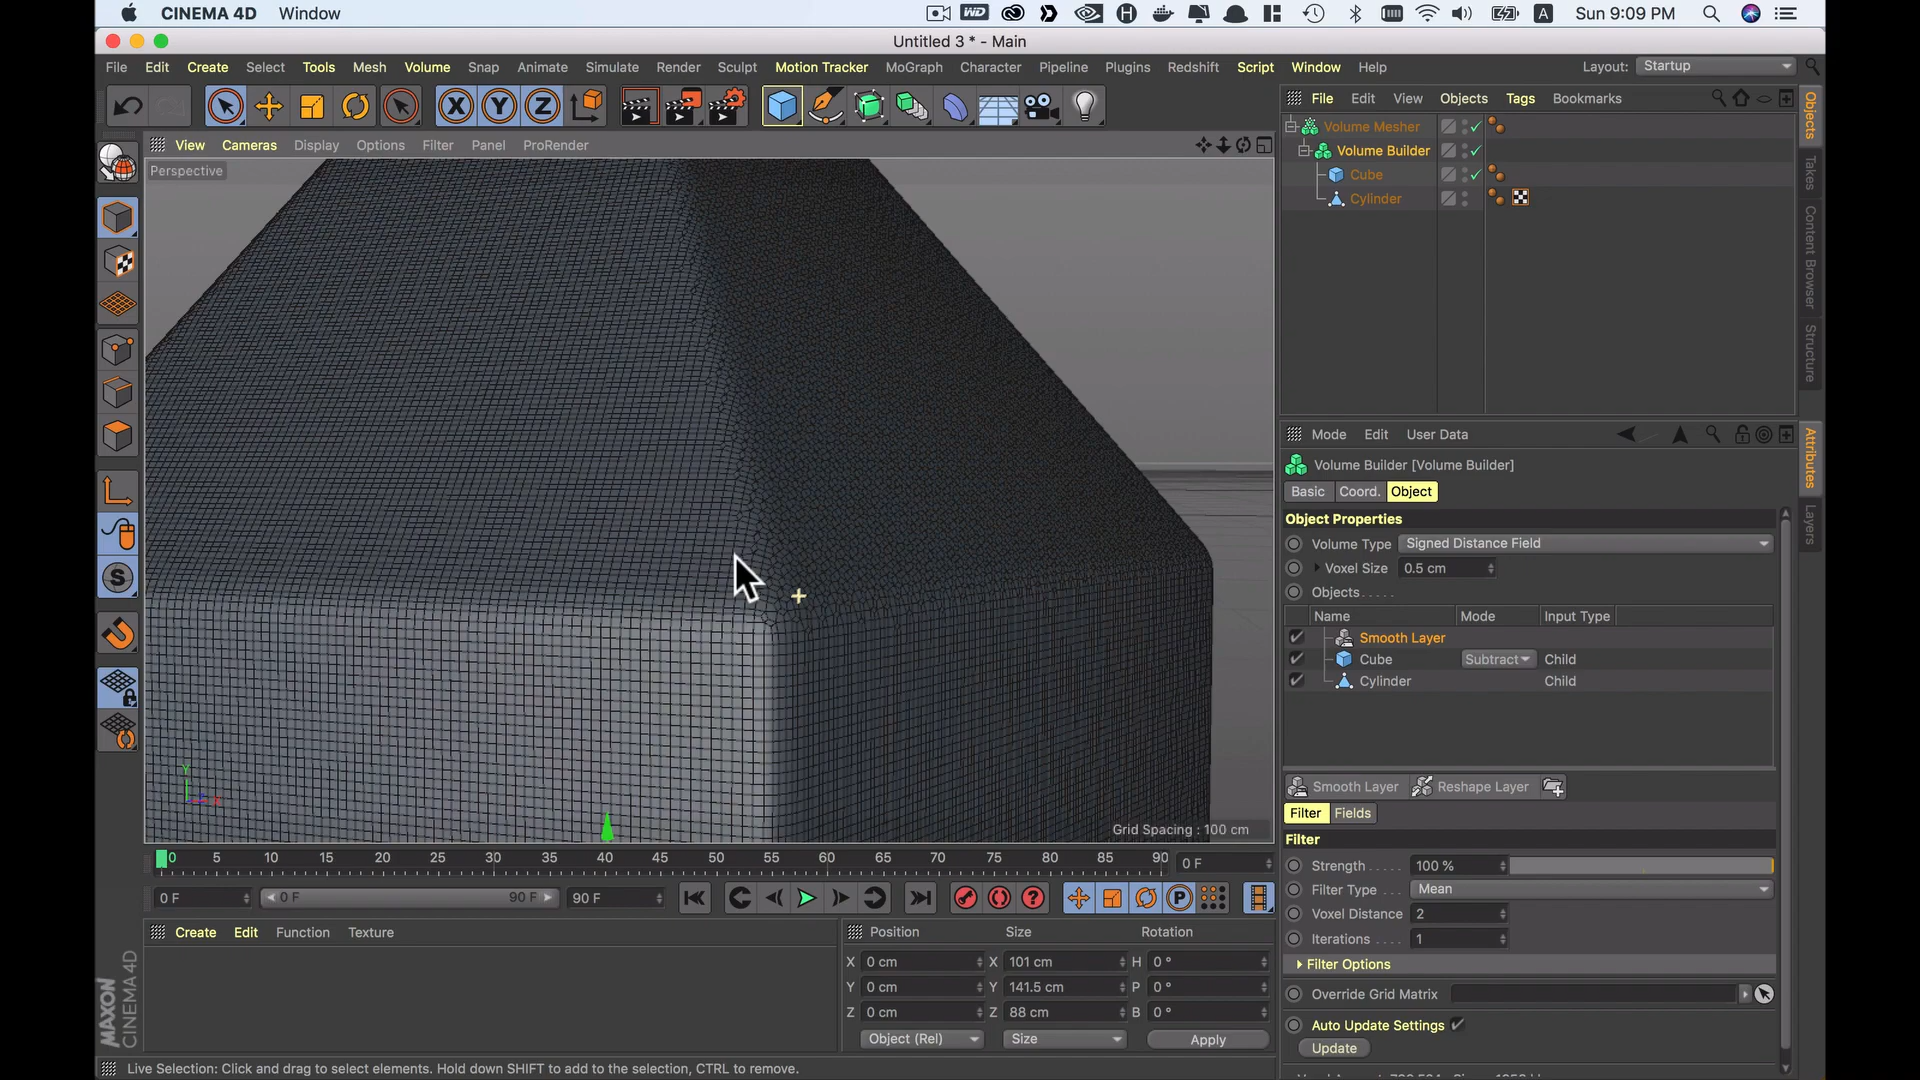 CINEMA 4D Window Sun 9:09 PM
Untitled 3 * - Main
File Edit Create Select Tools Mesh Volume Snap Animate Simulate Render Sculpt Motion Tracker MoGraph Character Pipeline Plugins Redshift Script Window Help Layout: Startup
X Y Z
File Edit View Objects Tags Bookmarks
Volume Mesher
Volume Builder
Cube
Cylinder
Objects
Takes
Content Browser
Structure
View Cameras Display Options Filter Panel ProRender
Perspective
Grid Spacing : 100 cm
Mode Edit User Data
Volume Builder [Volume Builder]
Basic Coord. Object
Object Properties
Volume Type Signed Distance Field
Voxel Size 0.5 cm
Objects . . . . .
Name Mode Input Type
Smooth Layer
Cube Subtract Child
Cylinder Child
Smooth Layer Reshape Layer
Filter Fields
Filter
Strength . . . . . 100 %
Filter Type . . . Mean
Voxel Distance 2
Iterations . . . . 1
Filter Options
Override Grid Matrix
Auto Update Settings
Update
Attributes
Layers
0 5 10 15 20 25 30 35 40 45 50 55 60 65 70 75 80 85 90 0 F
0 F 0 F 90 F 90 F
Create Edit Function Texture
Position Size Rotation
X 0 cm X 101 cm H 0 °
Y 0 cm Y 141.5 cm P 0 °
Z 0 cm Z 88 cm B 0 °
Object (Rel) Size Apply
MAXON
CINEMA 4D
Live Selection: Click and drag to select elements. Hold down SHIFT to add to the selection, CTRL to remove.